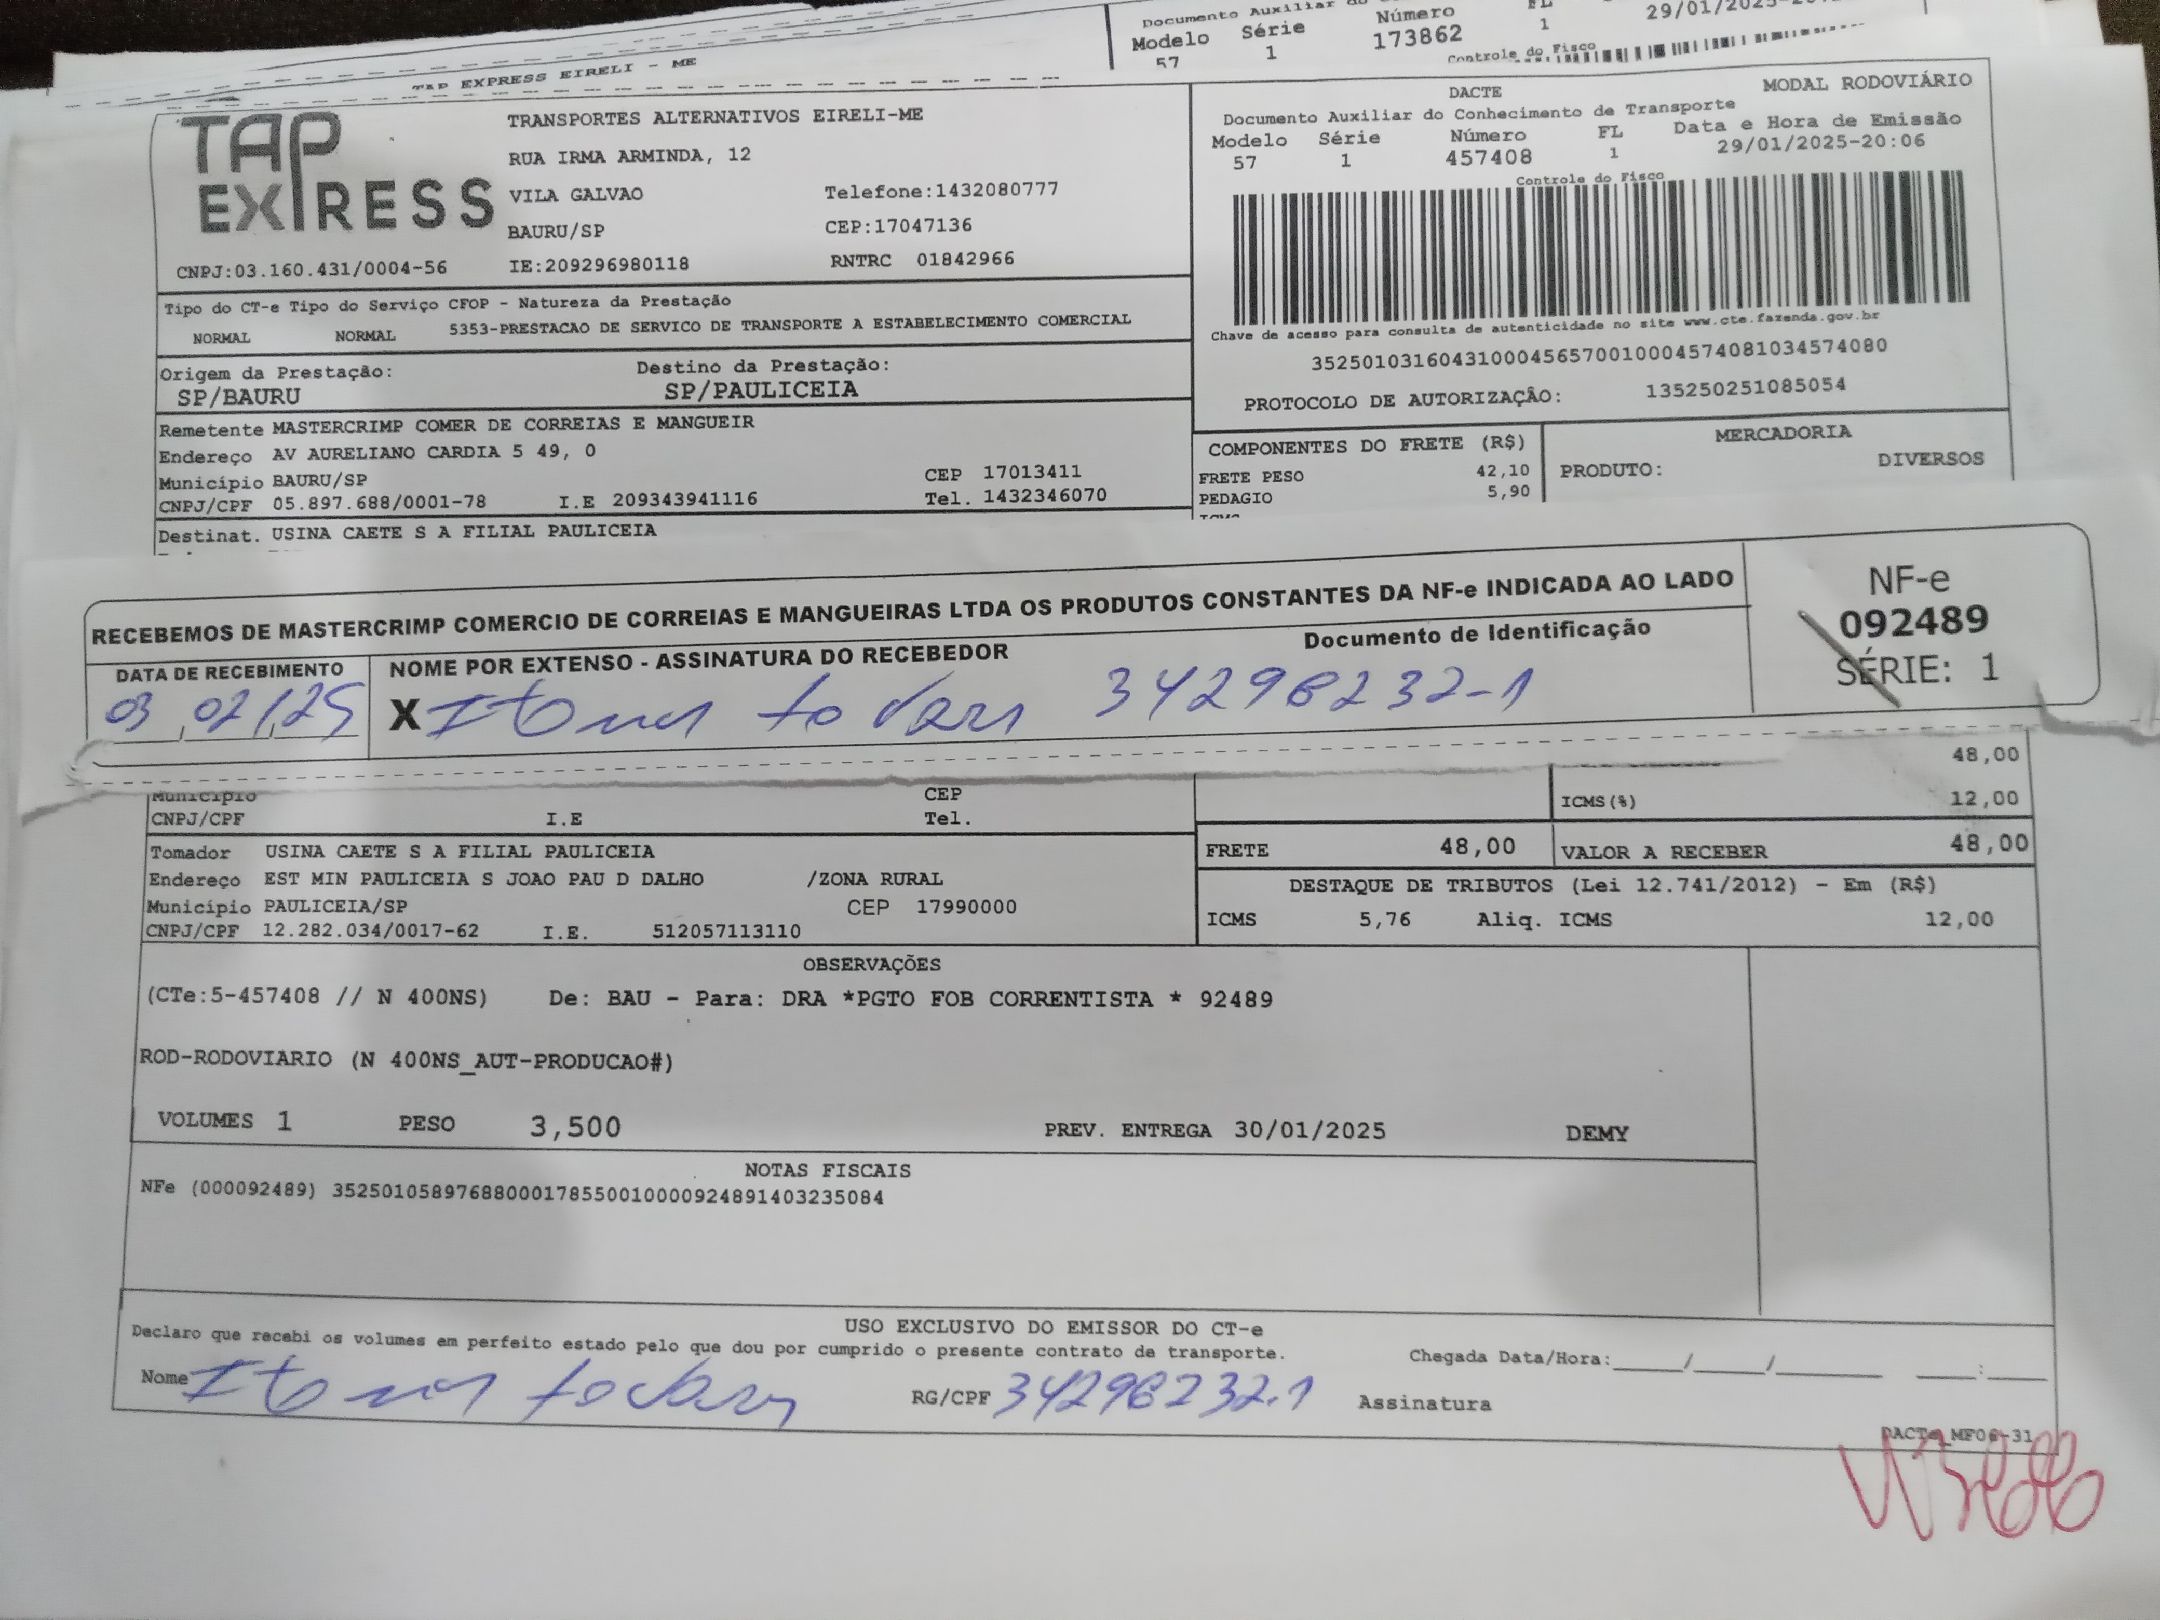 Documento Auxiliar do
Modelo Série Número FL
57 1 173862 1 29/01/2025-20
Controle do Fisco
TAP EXPRESS EIRELI - ME
TAP EXPRESS
TRANSPORTES ALTERNATIVOS EIRELI-ME
RUA IRMA ARMINDA, 12
VILA GALVAO Telefone:1432080777
BAURU/SP CEP:17047136
CNPJ:03.160.431/0004-56 IE:209296980118 RNTRC 01842966
DACTE MODAL RODOVIÁRIO
Documento Auxiliar do Conhecimento de Transporte
Modelo Série Número FL Data e Hora de Emissão
57 1 457408 1 29/01/2025-20:06
Controle do Fisco
Chave de acesso para consulta de autenticidade no site www.cte.fazenda.gov.br
35250103160431000456570010004574081034574080
PROTOCOLO DE AUTORIZAÇÃO: 135250251085054
Tipo do CT-e Tipo do Serviço CFOP - Natureza da Prestação
NORMAL NORMAL 5353-PRESTACAO DE SERVICO DE TRANSPORTE A ESTABELECIMENTO COMERCIAL
Origem da Prestação: Destino da Prestação:
SP/BAURU SP/PAULICEIA
Remetente MASTERCRIMP COMER DE CORREIAS E MANGUEIR
Endereço AV AURELIANO CARDIA 5 49, 0
Município BAURU/SP CEP 17013411
CNPJ/CPF 05.897.688/0001-78 I.E 209343941116 Tel. 1432346070
Destinat. USINA CAETE S A FILIAL PAULICEIA
COMPONENTES DO FRETE (R$) MERCADORIA
FRETE PESO 42,10 PRODUTO: DIVERSOS
PEDAGIO 5,90
RECEBEMOS DE MASTERCRIMP COMERCIO DE CORREIAS E MANGUEIRAS LTDA OS PRODUTOS CONSTANTES DA NF-e INDICADA AO LADO
DATA DE RECEBIMENTO NOME POR EXTENSO - ASSINATURA DO RECEBEDOR Documento de Identificação
03/02/25 X 34298232-1
NF-e
092489
SÉRIE: 1
48,00
Município CEP ICMS(%) 12,00
CNPJ/CPF I.E Tel.
Tomador USINA CAETE S A FILIAL PAULICEIA FRETE 48,00 VALOR A RECEBER 48,00
Endereço EST MIN PAULICEIA S JOAO PAU D DALHO /ZONA RURAL
Município PAULICEIA/SP CEP 17990000
CNPJ/CPF 12.282.034/0017-62 I.E. 512057113110
DESTAQUE DE TRIBUTOS (Lei 12.741/2012) - Em (R$)
ICMS 5,76 Aliq. ICMS 12,00
OBSERVAÇÕES
(CTe:5-457408 // N 400NS) De: BAU - Para: DRA *PGTO FOB CORRENTISTA * 92489
ROD-RODOVIARIO (N 400NS_AUT-PRODUCAO#)
VOLUMES 1 PESO 3,500 PREV. ENTREGA 30/01/2025 DEMY
NOTAS FISCAIS
NFe (000092489) 35250105897688000178550010000924891403235084
USO EXCLUSIVO DO EMISSOR DO CT-e
Declaro que recebi os volumes em perfeito estado pelo que dou por cumprido o presente contrato de transporte.
Chegada Data/Hora:____/____/______ ____:____
Nome RG/CPF 34298232-1 Assinatura
DACTe_MF06-31